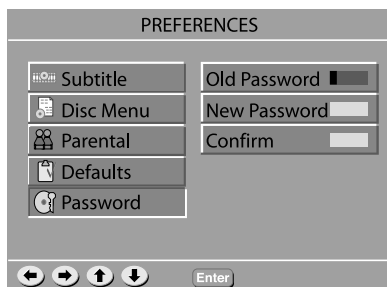 PREFERENCES
Subtitle
Disc Menu
Parental
Defaults
Password
Old Password
New Password
Confirm
Enter